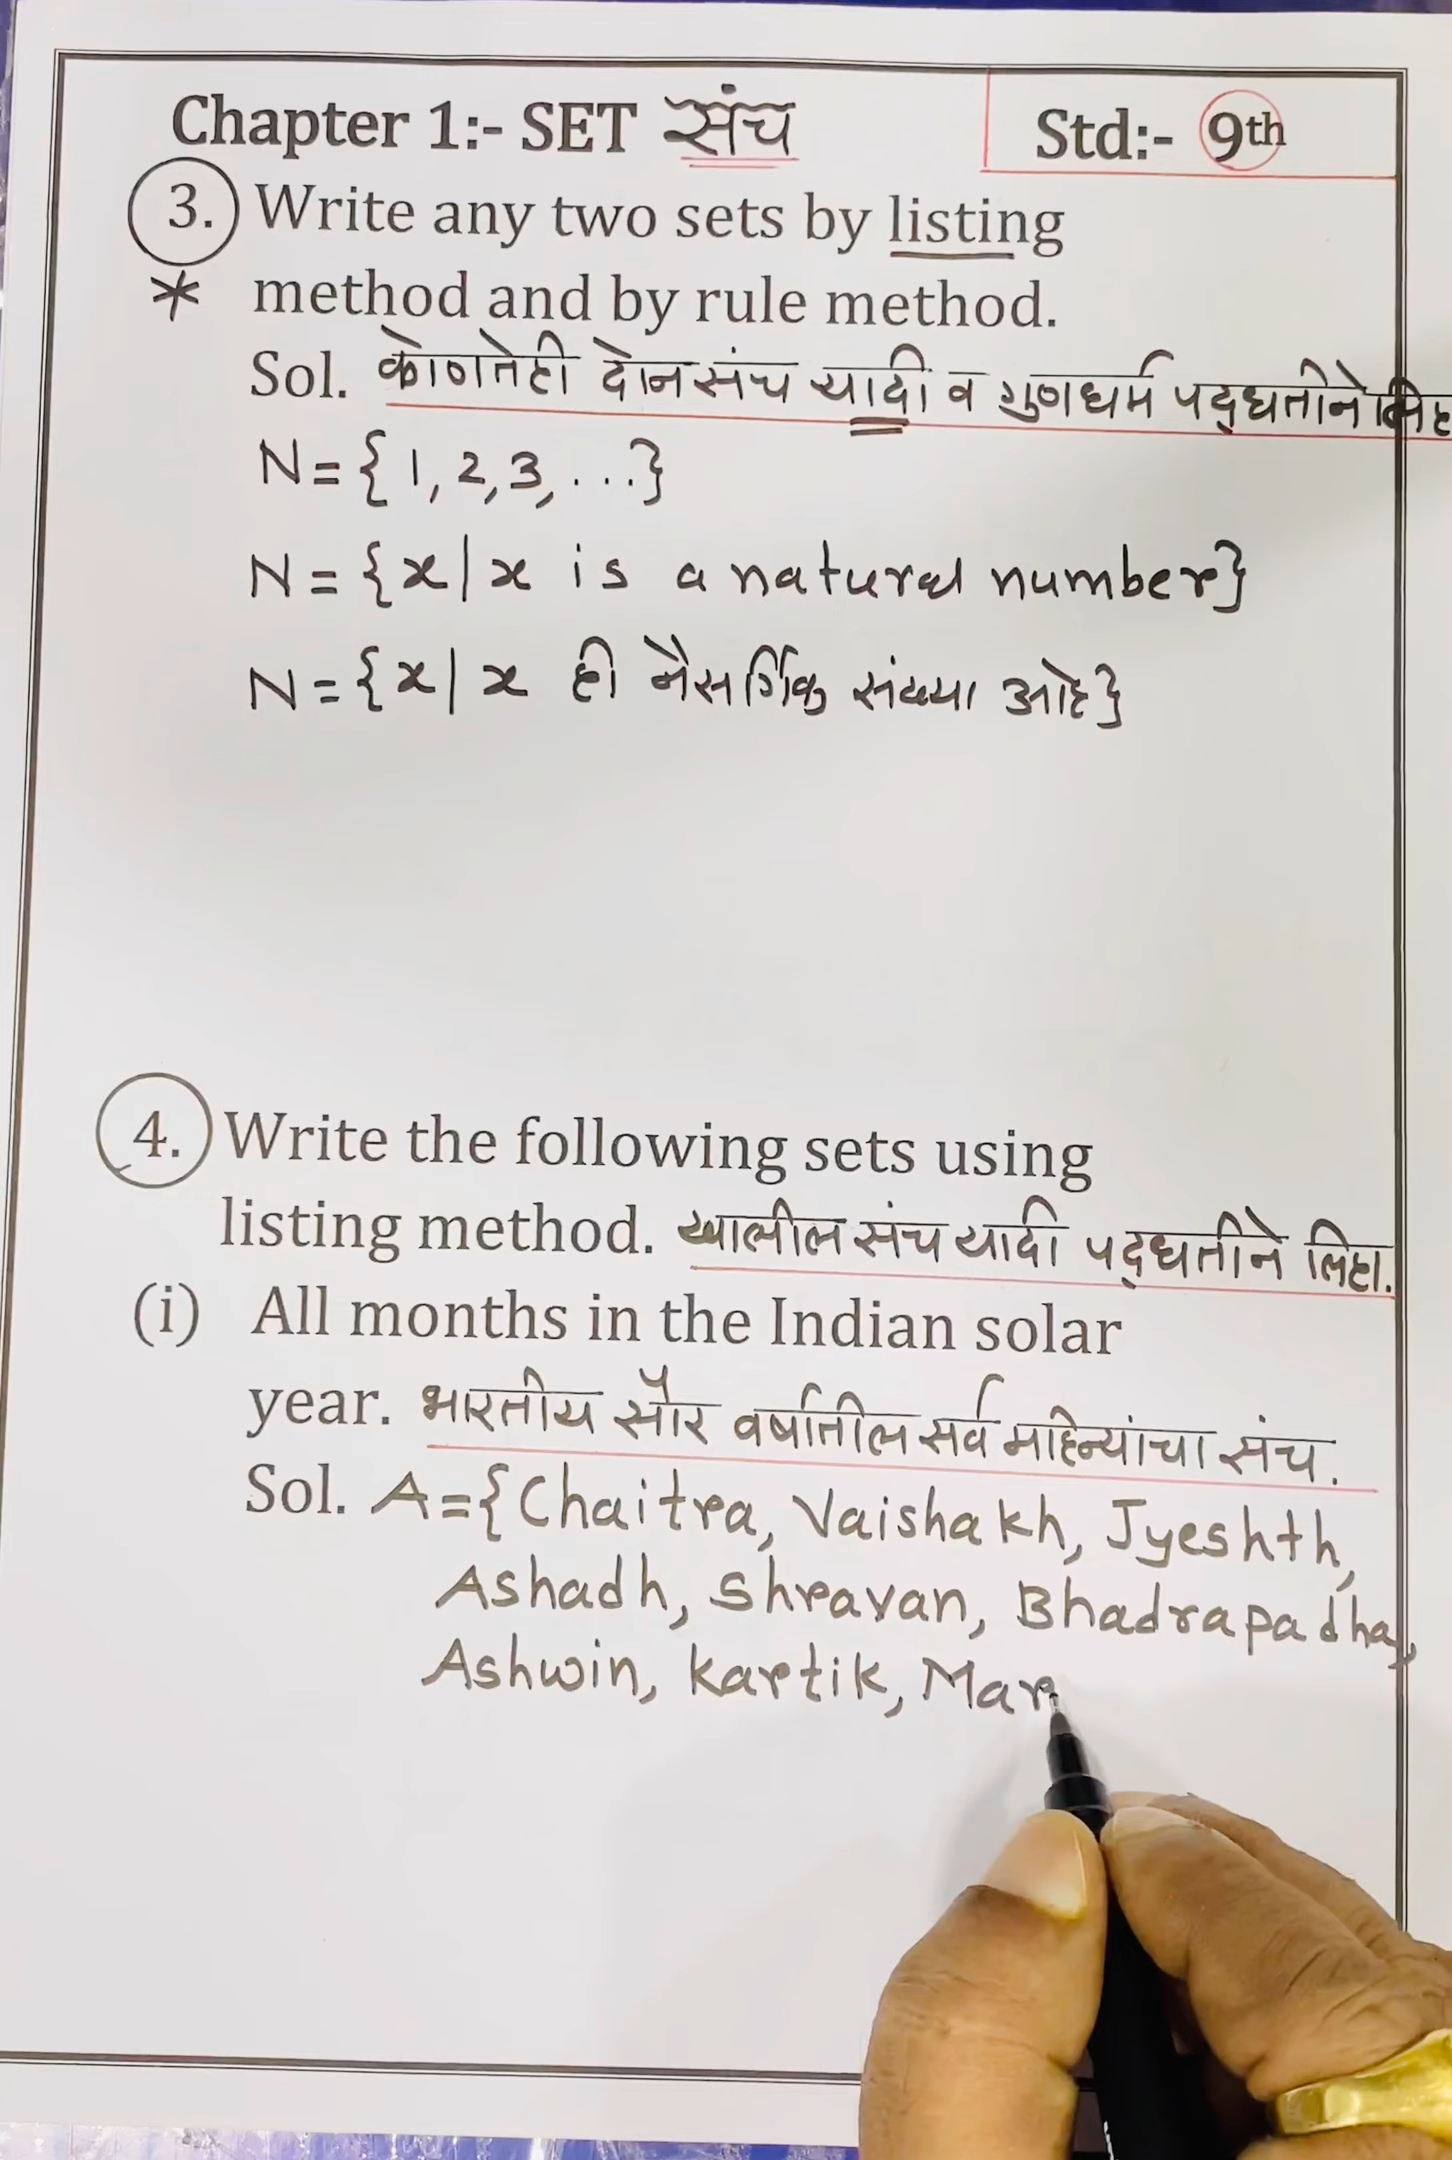 Chapter 1:- SET संच
Std:- 9th
3. Write any two sets by listing
* method and by rule method.
Sol. कोणतेही दोन संच यादी व गुणधर्म पद्धतीने लिहा
N = {1, 2, 3, ...}
N = {x | x is a natural number}
N = {x | x ही नैसर्गिक संख्या आहे}
4. Write the following sets using
listing method. खालील संच यादी पद्धतीने लिहा.
(i) All months in the Indian solar
year. भारतीय सौर वर्षातील सर्व महिन्यांचा संच.
Sol. A = {Chaitra, Vaishakh, Jyeshth,
Ashadh, Shravan, Bhadrapadha,
Ashwin, Kartik, Mar